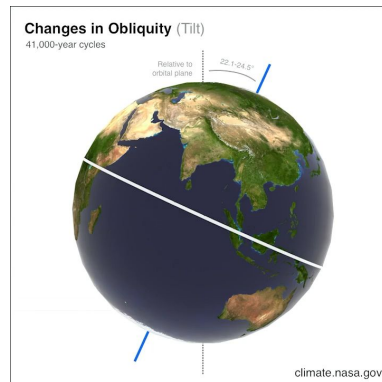 Changes in Obliquity (Tilt)
41,000-year cycles
Relative to
orbital plane
22.1-24.5°
climate.nasa.gov